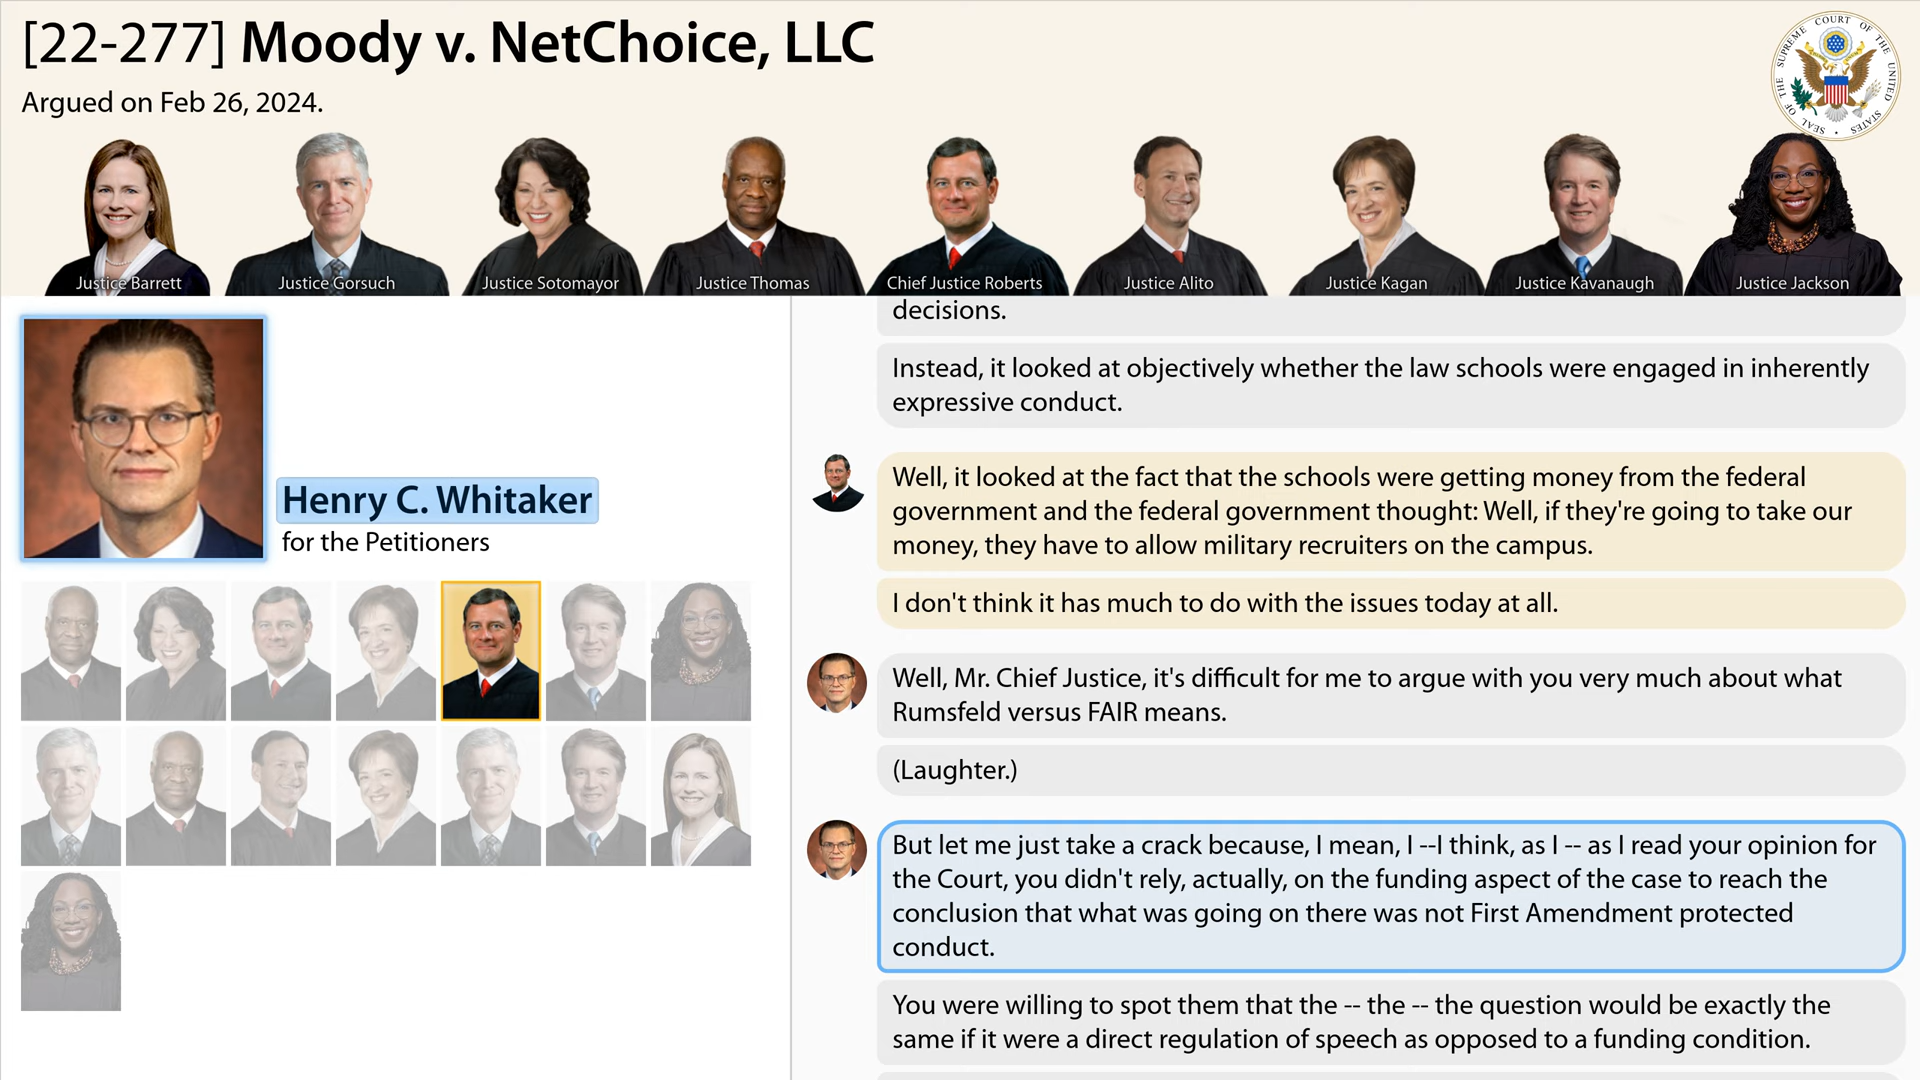 [22-277] Moody v. NetChoice, LLC
Argued on Feb 26, 2024.
SEAL OF THE SUPREME COURT OF THE UNITED STATES
Justice Barrett
Justice Gorsuch
Justice Sotomayor
Justice Thomas
Chief Justice Roberts
Justice Alito
Justice Kagan
Justice Kavanaugh
Justice Jackson
Henry C. Whitaker
for the Petitioners
decisions.
Instead, it looked at objectively whether the law schools were engaged in inherently
expressive conduct.
Well, it looked at the fact that the schools were getting money from the federal
government and the federal government thought: Well, if they're going to take our
money, they have to allow military recruiters on the campus.
I don't think it has much to do with the issues today at all.
Well, Mr. Chief Justice, it's difficult for me to argue with you very much about what
Rumsfeld versus FAIR means.
(Laughter.)
But let me just take a crack because, I mean, I --I think, as I -- as I read your opinion for
the Court, you didn't rely, actually, on the funding aspect of the case to reach the
conclusion that what was going on there was not First Amendment protected
conduct.
You were willing to spot them that the -- the -- the question would be exactly the
same if it were a direct regulation of speech as opposed to a funding condition.